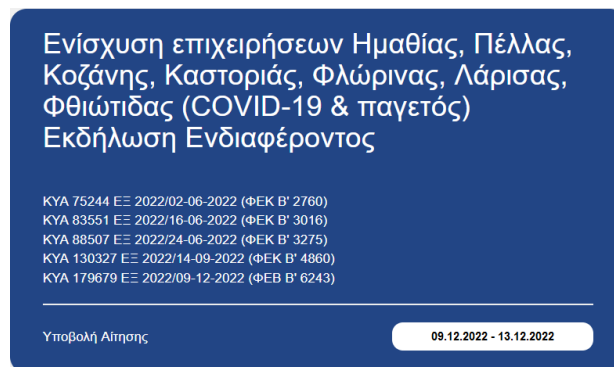 Ενίσχυση επιχειρήσεων Ημαθίας, Πέλλας,
Κοζάνης, Καστοριάς, Φλώρινας, Λάρισας,
Φθιώτιδας (COVID-19 & παγετός)
Εκδήλωση Ενδιαφέροντος
ΚΥΑ 75244 ΕΞ 2022/02-06-2022 (ΦΕΚ Β' 2760)
ΚΥΑ 83551 ΕΞ 2022/16-06-2022 (ΦΕΚ Β' 3016)
ΚΥΑ 88507 ΕΞ 2022/24-06-2022 (ΦΕΚ Β' 3275)
ΚΥΑ 130327 ΕΞ 2022/14-09-2022 (ΦΕΚ Β' 4860)
ΚΥΑ 179679 ΕΞ 2022/09-12-2022 (ΦΕΒ Β' 6243)
Υποβολή Αίτησης
09.12.2022 - 13.12.2022